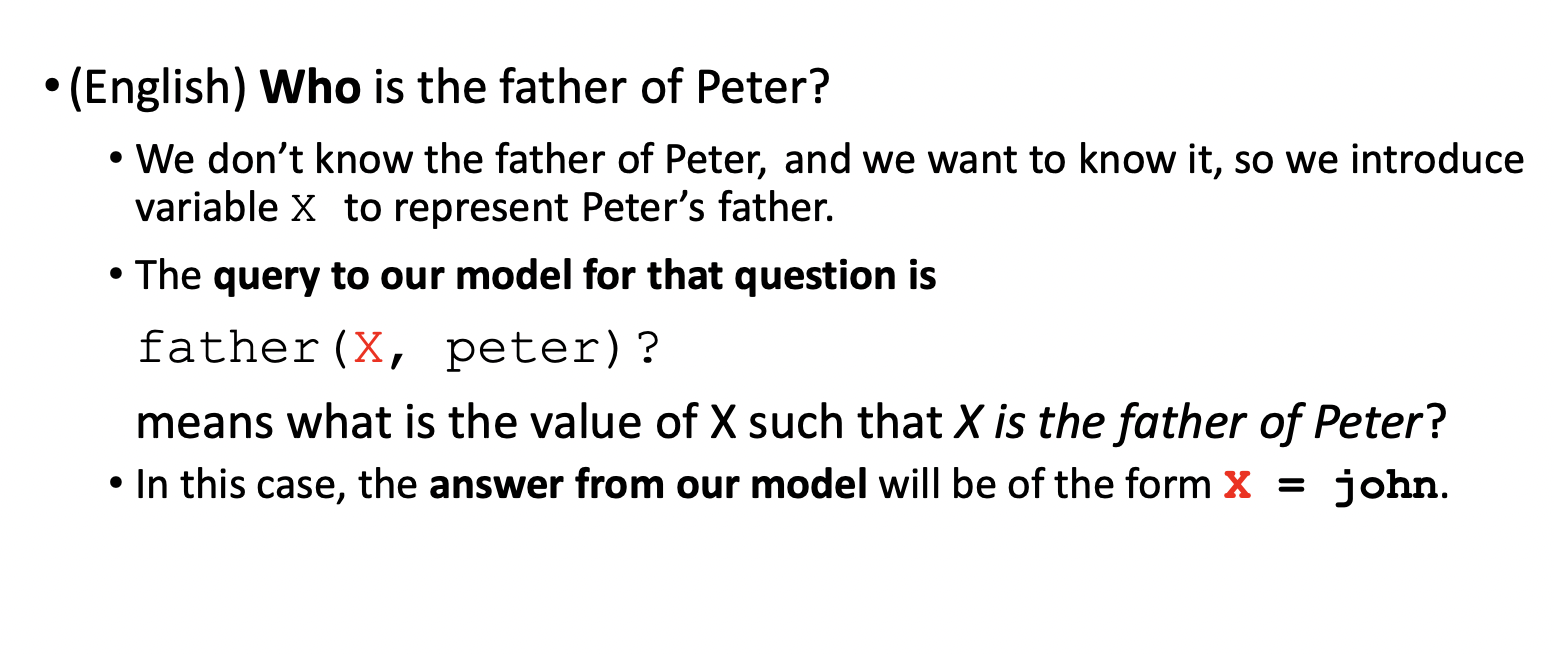 • (English) Who is the father of Peter?
• We don’t know the father of Peter, and we want to know it, so we introduce
variable X to represent Peter’s father.
• The query to our model for that question is
father(X, peter)?
means what is the value of X such that X is the father of Peter?
• In this case, the answer from our model will be of the form X = john.